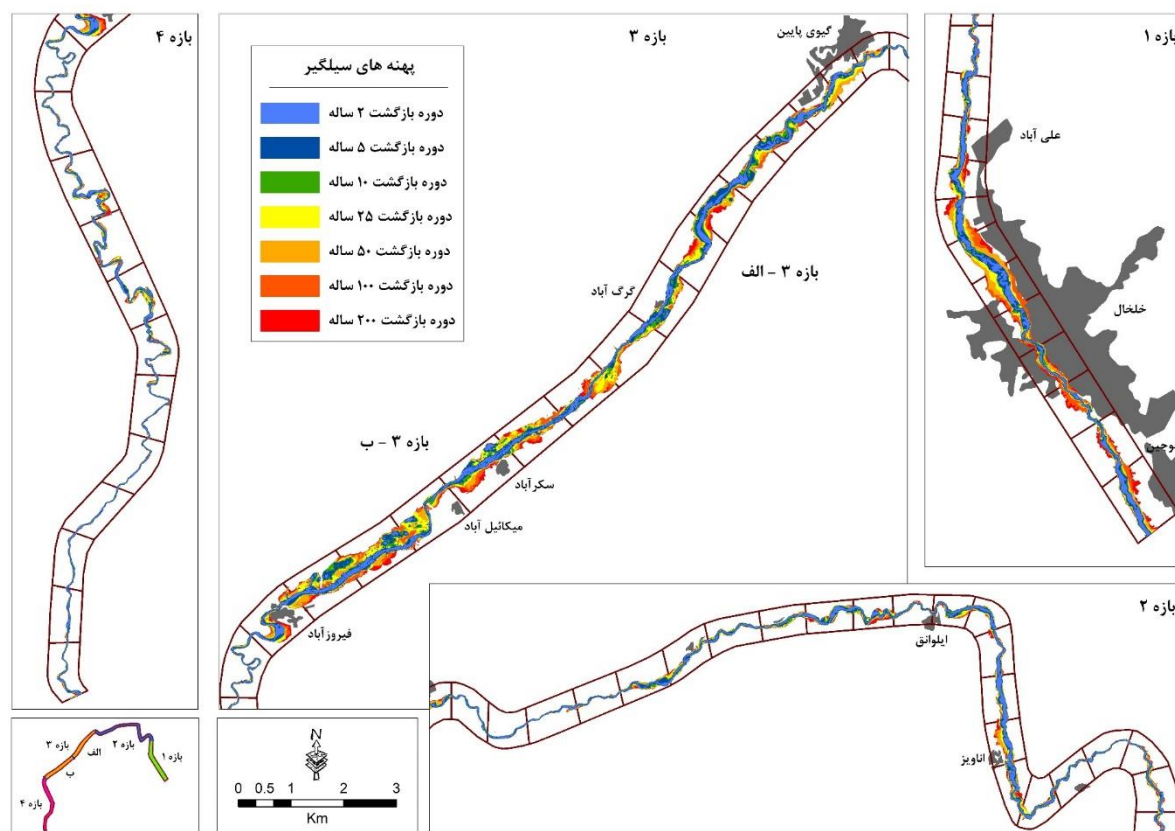 بازه ۴
بازه ۳
گیوی پایین
پهنه های سیلگیر
دوره بازگشت ۲ ساله
دوره بازگشت ۵ ساله
دوره بازگشت ۱۰ ساله
دوره بازگشت ۲۵ ساله
دوره بازگشت ۵۰ ساله
دوره بازگشت ۱۰۰ ساله
دوره بازگشت ۲۰۰ ساله
بازه ۳ - الف
گرگ آباد
بازه ۳ - ب
سکرآباد
میکائیل آباد
فیروزآباد
بازه ۱
علی آباد
خلخال
بازه ۲
ایلوانق
اناویز
بازه ۳
الف
بازه ۲
بازه ۱
ب
بازه ۴
N
0 0.5 1 2 3
Km